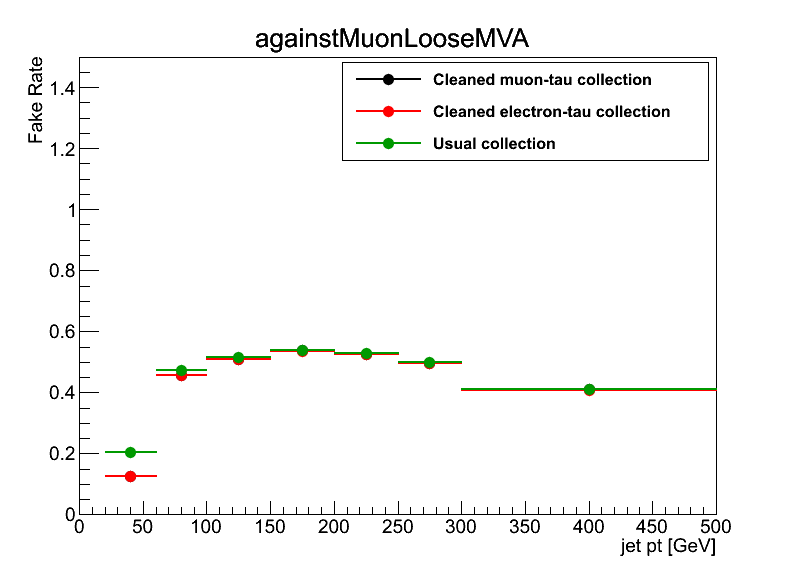 againstMuonLooseMVA
Fake Rate
Cleaned muon-tau collection
Cleaned electron-tau collection
Usual collection
1.4
1.2
1
0.8
0.6
0.4
0.2
0
0 50 100 150 200 250 300 350 400 450 500
jet pt [GeV]